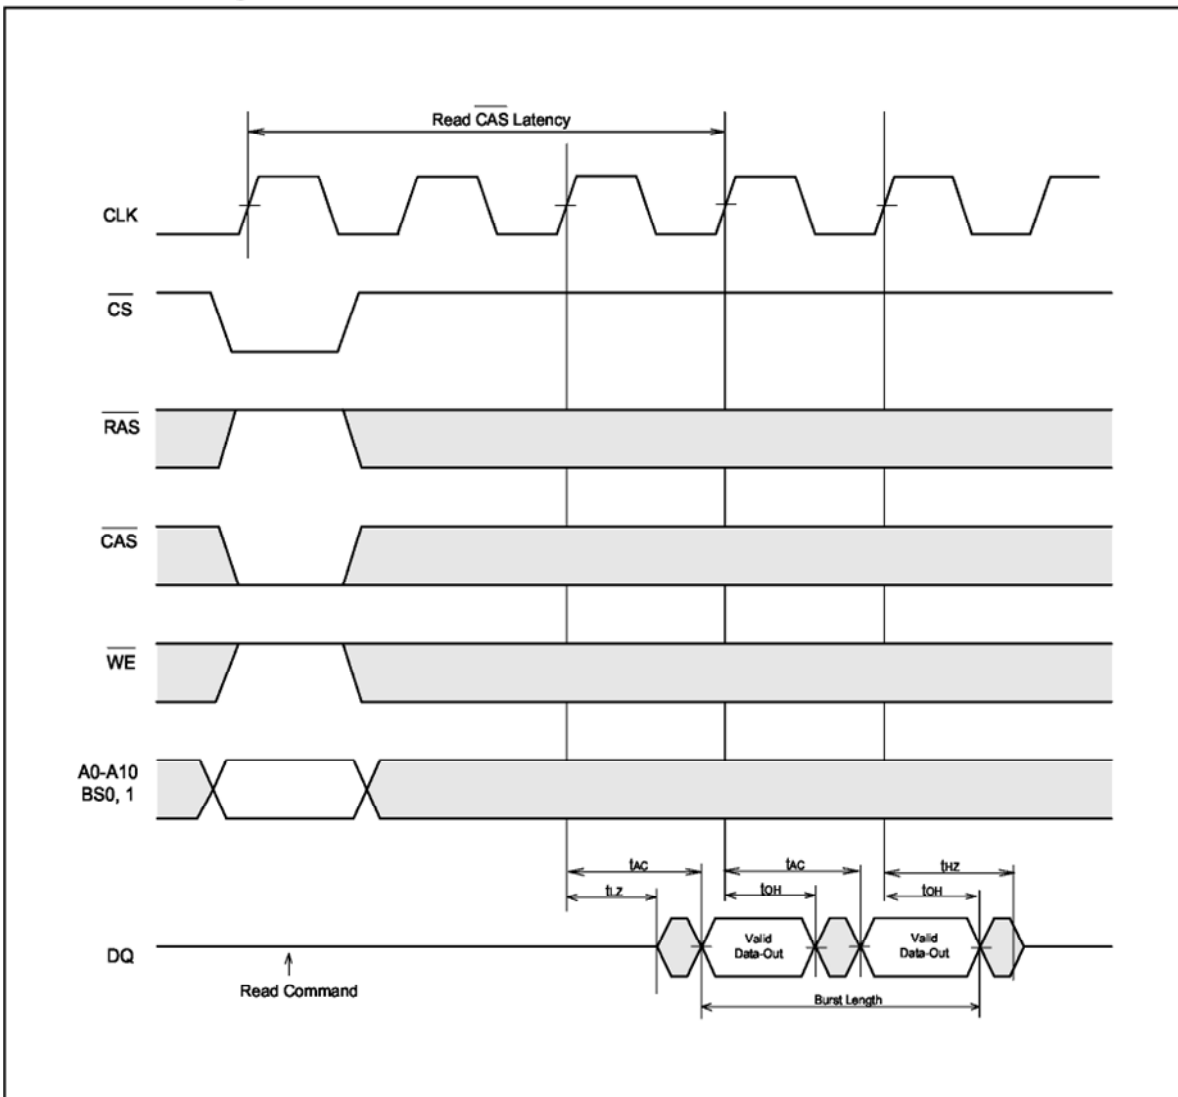 Read CAS Latency
CLK
CS
RAS
CAS
WE
A0-A10
BS0, 1
tAC
tAC
tHZ
tLZ
tOH
tOH
DQ
Valid
Data-Out
Valid
Data-Out
Read Command
Burst Length